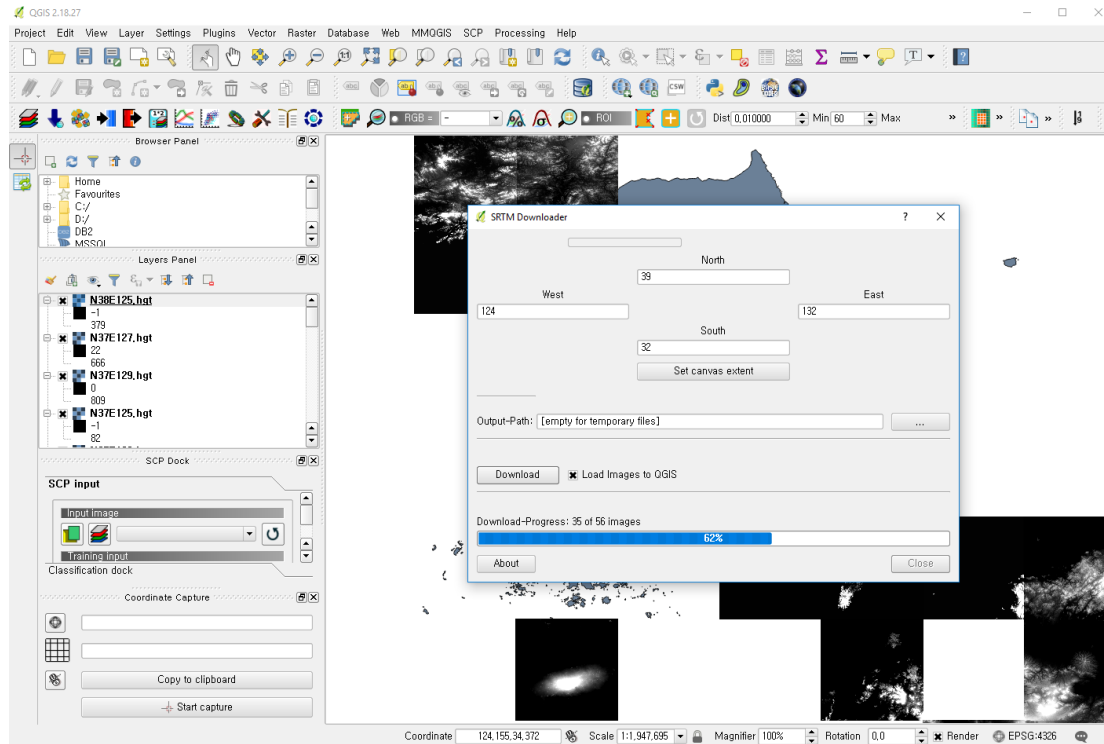 QGIS 2.18.27
Project Edit View Layer Settings Plugins Vector Raster Database Web MMQGIS SCP Processing Help
CSW
RGB = - ROI Dist 0,010000 Min 60 Max » » »
Browser Panel
Home
Favourites
C:/
D:/
DB2
MSSQL
Layers Panel
N38E125,hgt
-1
379
N37E127,hgt
22
666
N37E129,hgt
0
809
N37E125,hgt
-1
82
SCP Dock
SCP input
Input image
Training input
Classification dock
Coordinate Capture
Copy to clipboard
Start capture
SRTM Downloader ?
North
39
West East
124 132
South
32
Set canvas extent
Output-Path: [empty for temporary files] ...
Download Load Images to QGIS
Download-Progress: 35 of 56 images
62%
About Close
Coordinate 124,155,34,372 Scale 1:1,947,695 Magnifier 100% Rotation 0,0 Render EPSG:4326